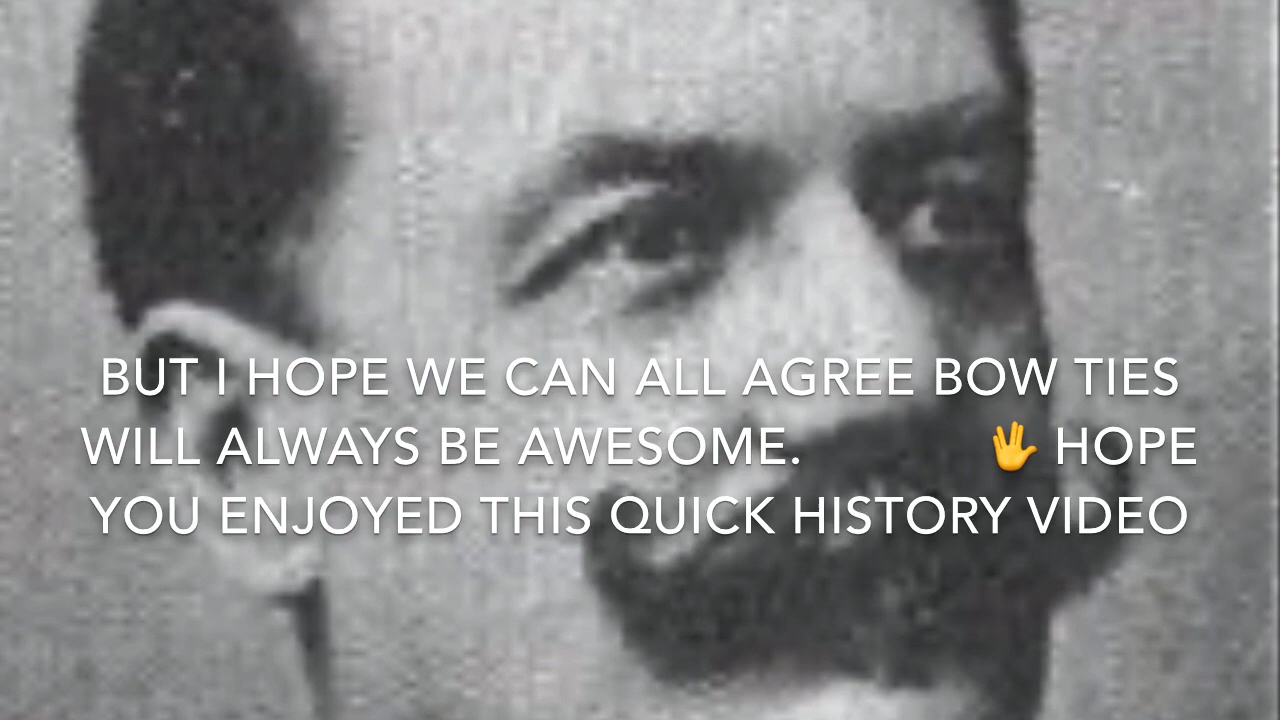 BUT I HOPE WE CAN ALL AGREE BOW TIES
WILL ALWAYS BE AWESOME. 🖖 HOPE
YOU ENJOYED THIS QUICK HISTORY VIDEO